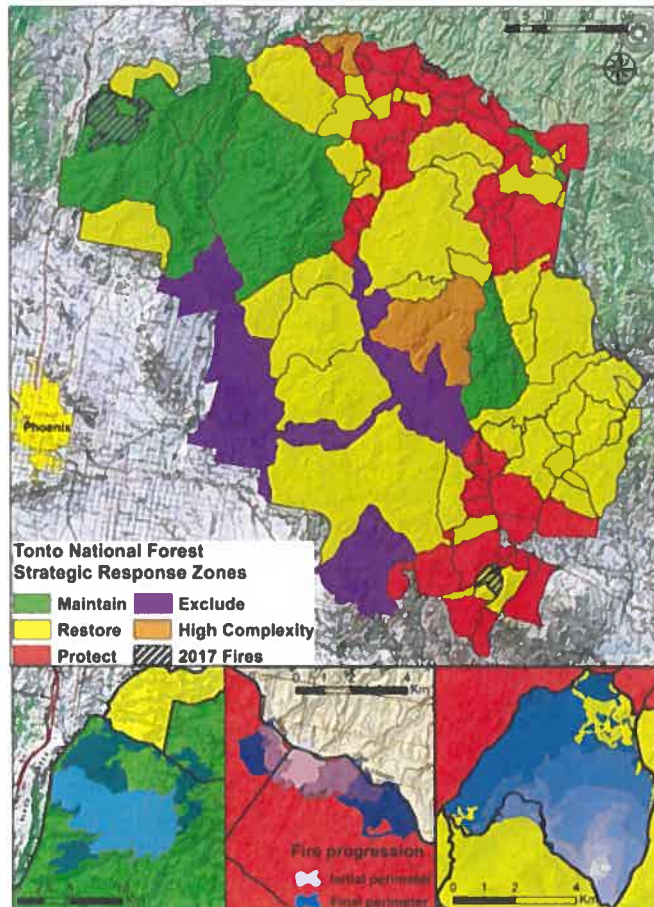 Phoenix
Tonto National Forest
Strategic Response Zones
Maintain
Exclude
Restore
High Complexity
Protect
2017 Fires
4
Km
Fire progression
Initial perimeter
Final perimeter
0 2 4
Km